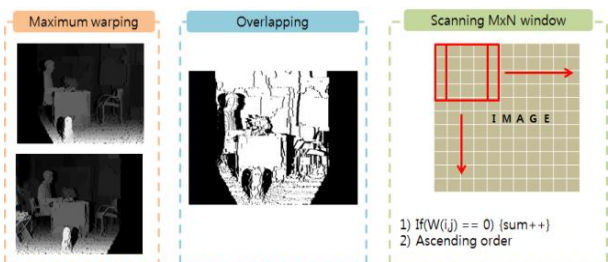 Maximum warping
Overlapping
Scanning MxN window
I M A G E
1) If(W(i,j) == 0) {sum++}
2) Ascending order